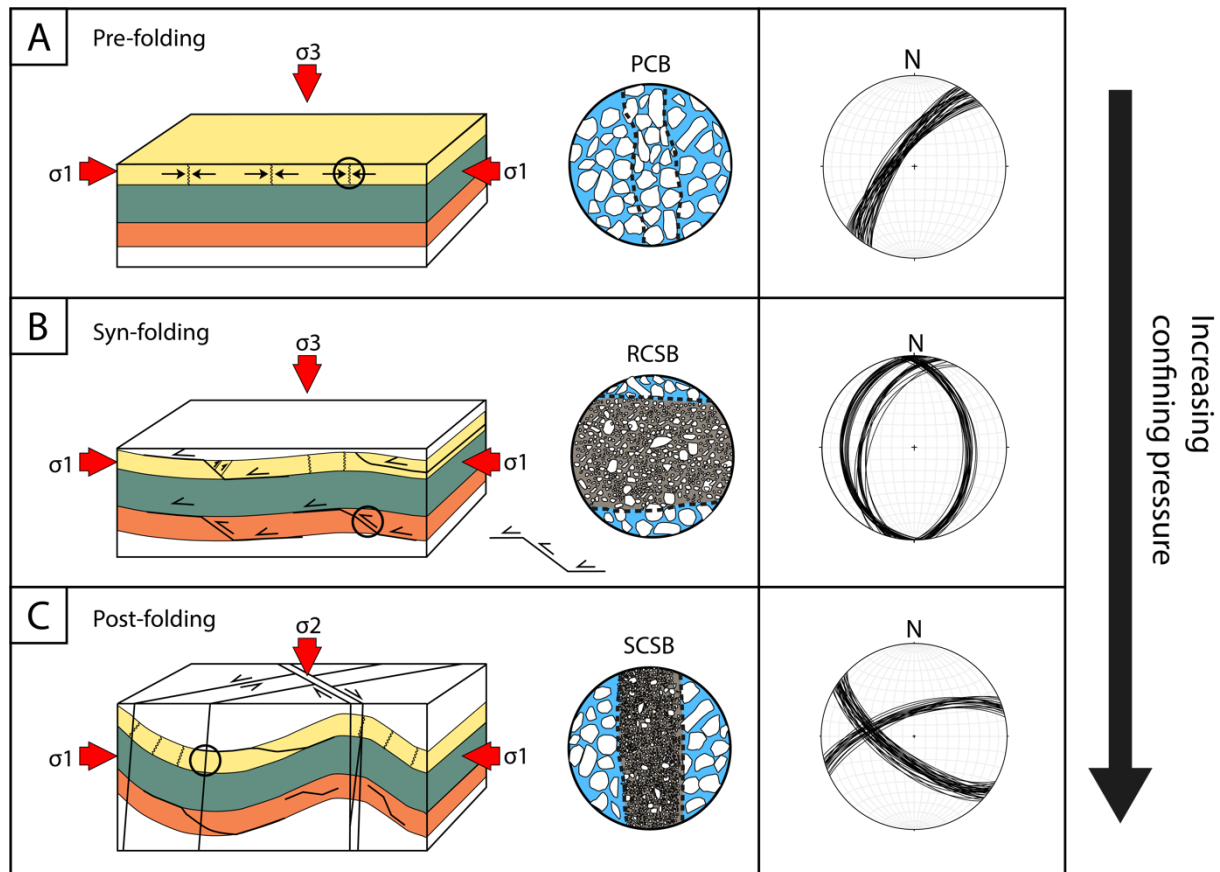 A
Pre-folding
σ3
σ1
σ1
PCB
N
B
Syn-folding
σ3
σ1
σ1
RCSB
N
C
Post-folding
σ2
σ1
σ1
SCSB
N
Increasing
confining pressure